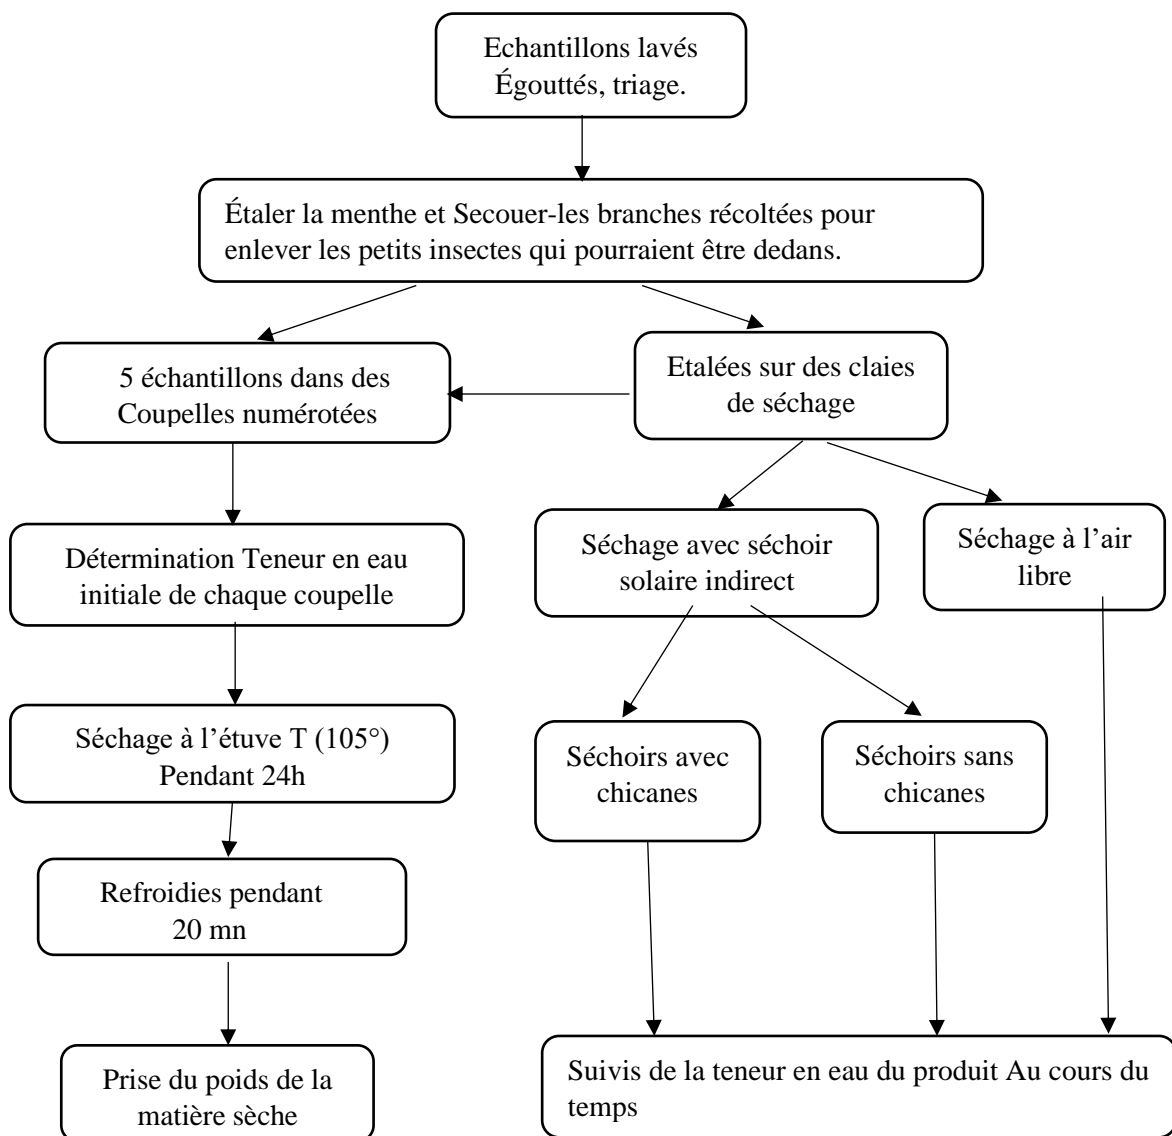 Echantillons lavés
Égouttés, triage.
Étaler la menthe et Secouer-les branches récoltées pour
enlever les petits insectes qui pourraient être dedans.
5 échantillons dans des
Coupelles numérotées
Etalées sur des claies
de séchage
Détermination Teneur en eau
initiale de chaque coupelle
Séchage avec séchoir
solaire indirect
Séchage à l'air
libre
Séchage à l'étuve T (105°)
Pendant 24h
Séchoirs avec
chicanes
Séchoirs sans
chicanes
Refroidies pendant
20 mn
Prise du poids de la
matière sèche
Suivis de la teneur en eau du produit Au cours du
temps